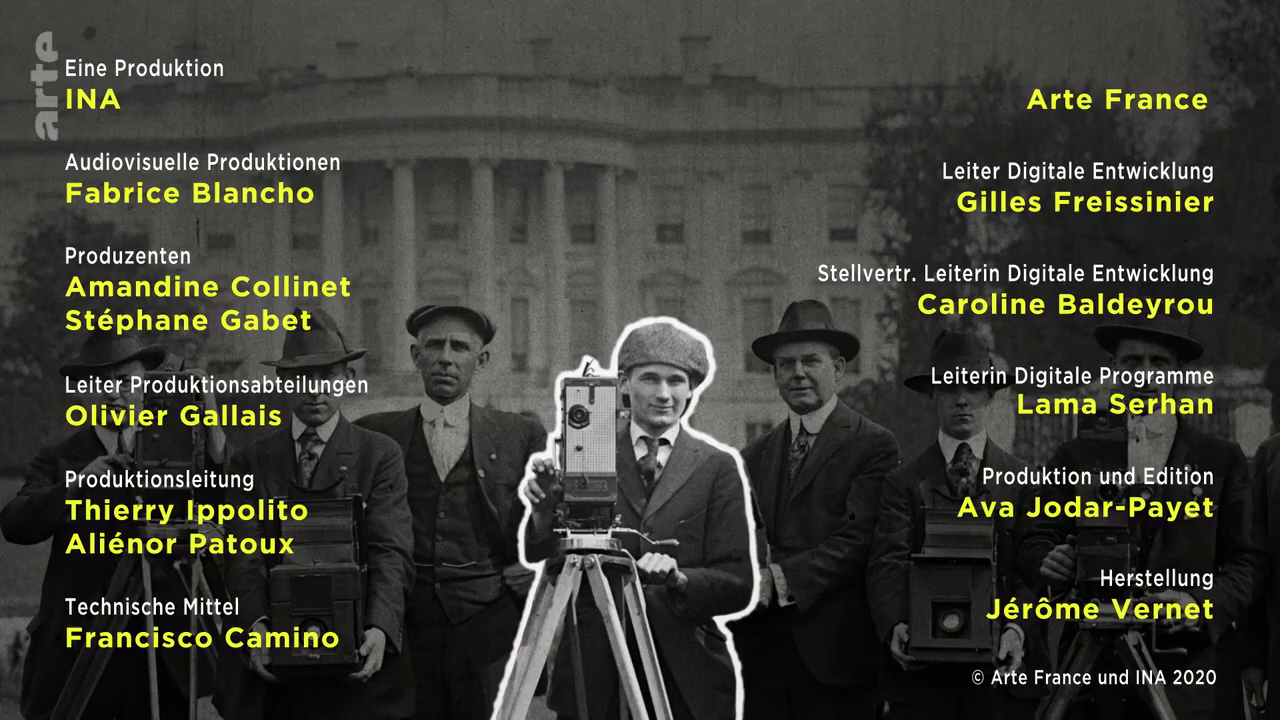 arte
Eine Produktion
INA
Audiovisuelle Produktionen
Fabrice Blancho
Produzenten
Amandine Collinet
Stéphane Gabet
Leiter Produktionsabteilungen
Olivier Gallais
Produktionsleitung
Thierry Ippolito
Aliénor Patoux
Technische Mittel
Francisco Camino
Arte France
Leiter Digitale Entwicklung
Gilles Freissinier
Stellvertr. Leiterin Digitale Entwicklung
Caroline Baldeyrou
Leiterin Digitale Programme
Lama Serhan
Produktion und Edition
Ava Jodar-Payet
Herstellung
Jérôme Vernet
© Arte France und INA 2020